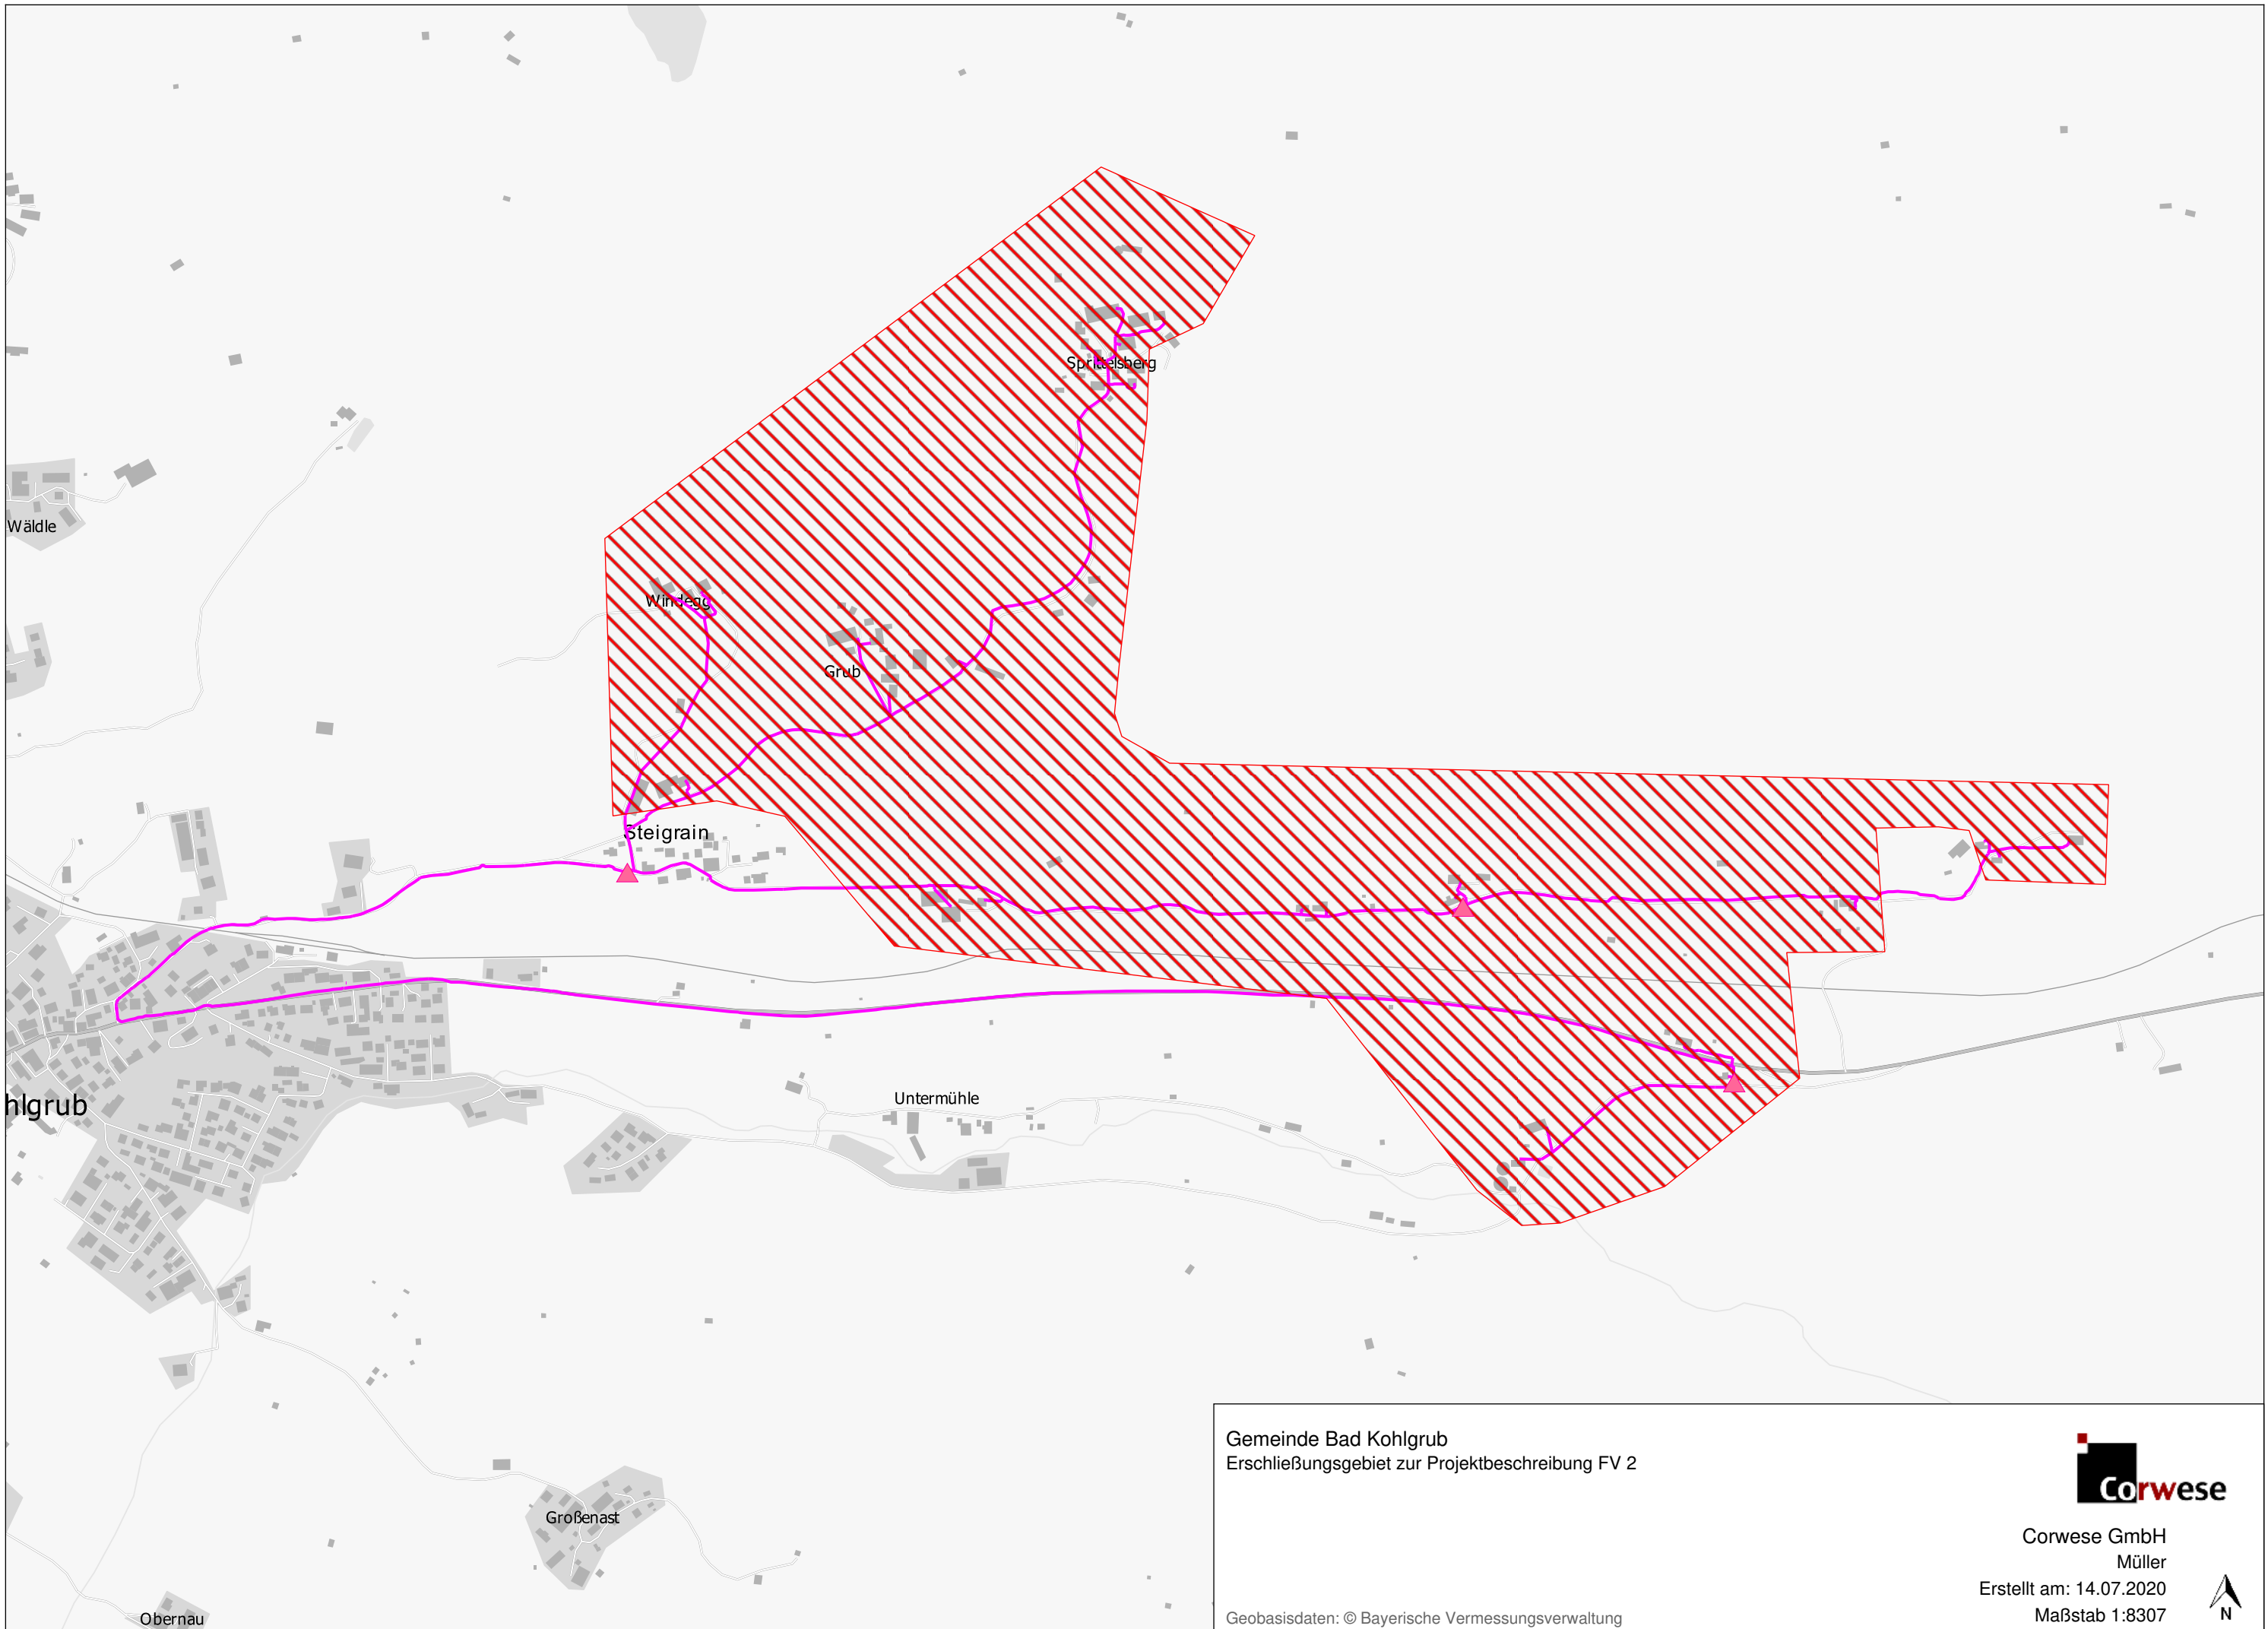 Sprittelsberg
Wäldle
Windegg
Grub
Steigrain
Untermühle
hlgrub
Großenast
Obernau
Gemeinde Bad Kohlgrub
Erschließungsgebiet zur Projektbeschreibung FV 2
Corwese
Corwese GmbH
Müller
Erstellt am: 14.07.2020
Maßstab 1:8307
N
Geobasisdaten: © Bayerische Vermessungsverwaltung